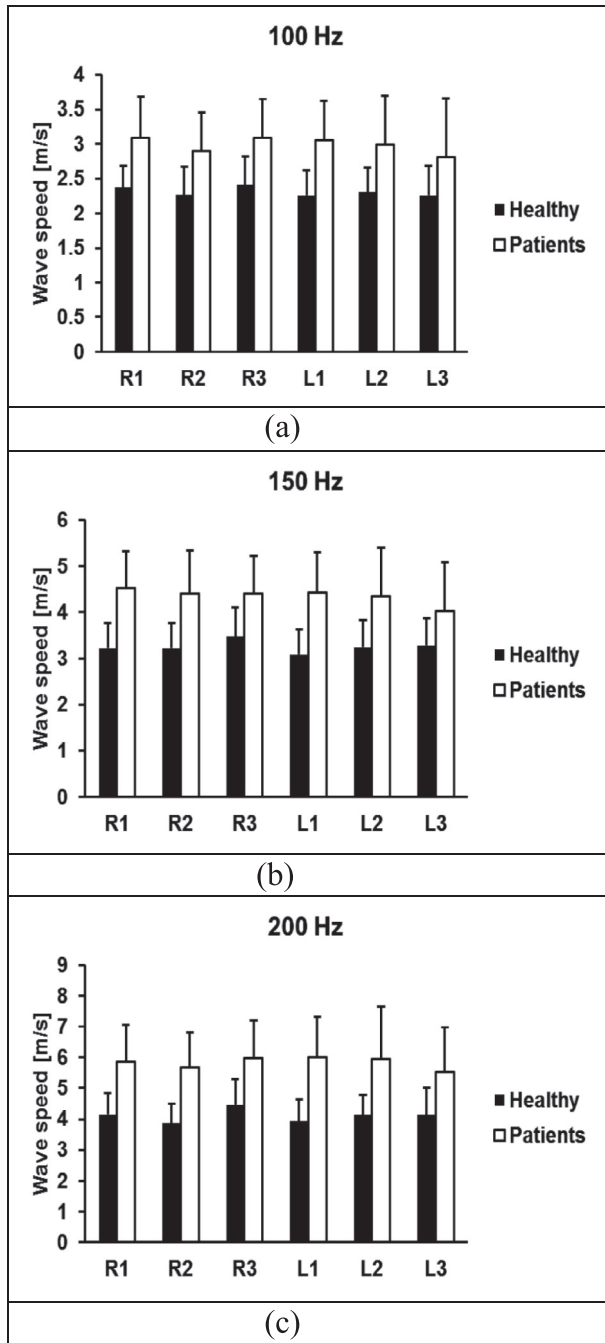 100 Hz
Wave speed [m/s]
4
3.5
3
2.5
2
1.5
1
0.5
0
R1 R2 R3 L1 L2 L3
Healthy
Patients
(a)
150 Hz
Wave speed [m/s]
6
5
4
3
2
1
0
R1 R2 R3 L1 L2 L3
Healthy
Patients
(b)
200 Hz
Wave speed [m/s]
9
8
7
6
5
4
3
2
1
0
R1 R2 R3 L1 L2 L3
Healthy
Patients
(c)